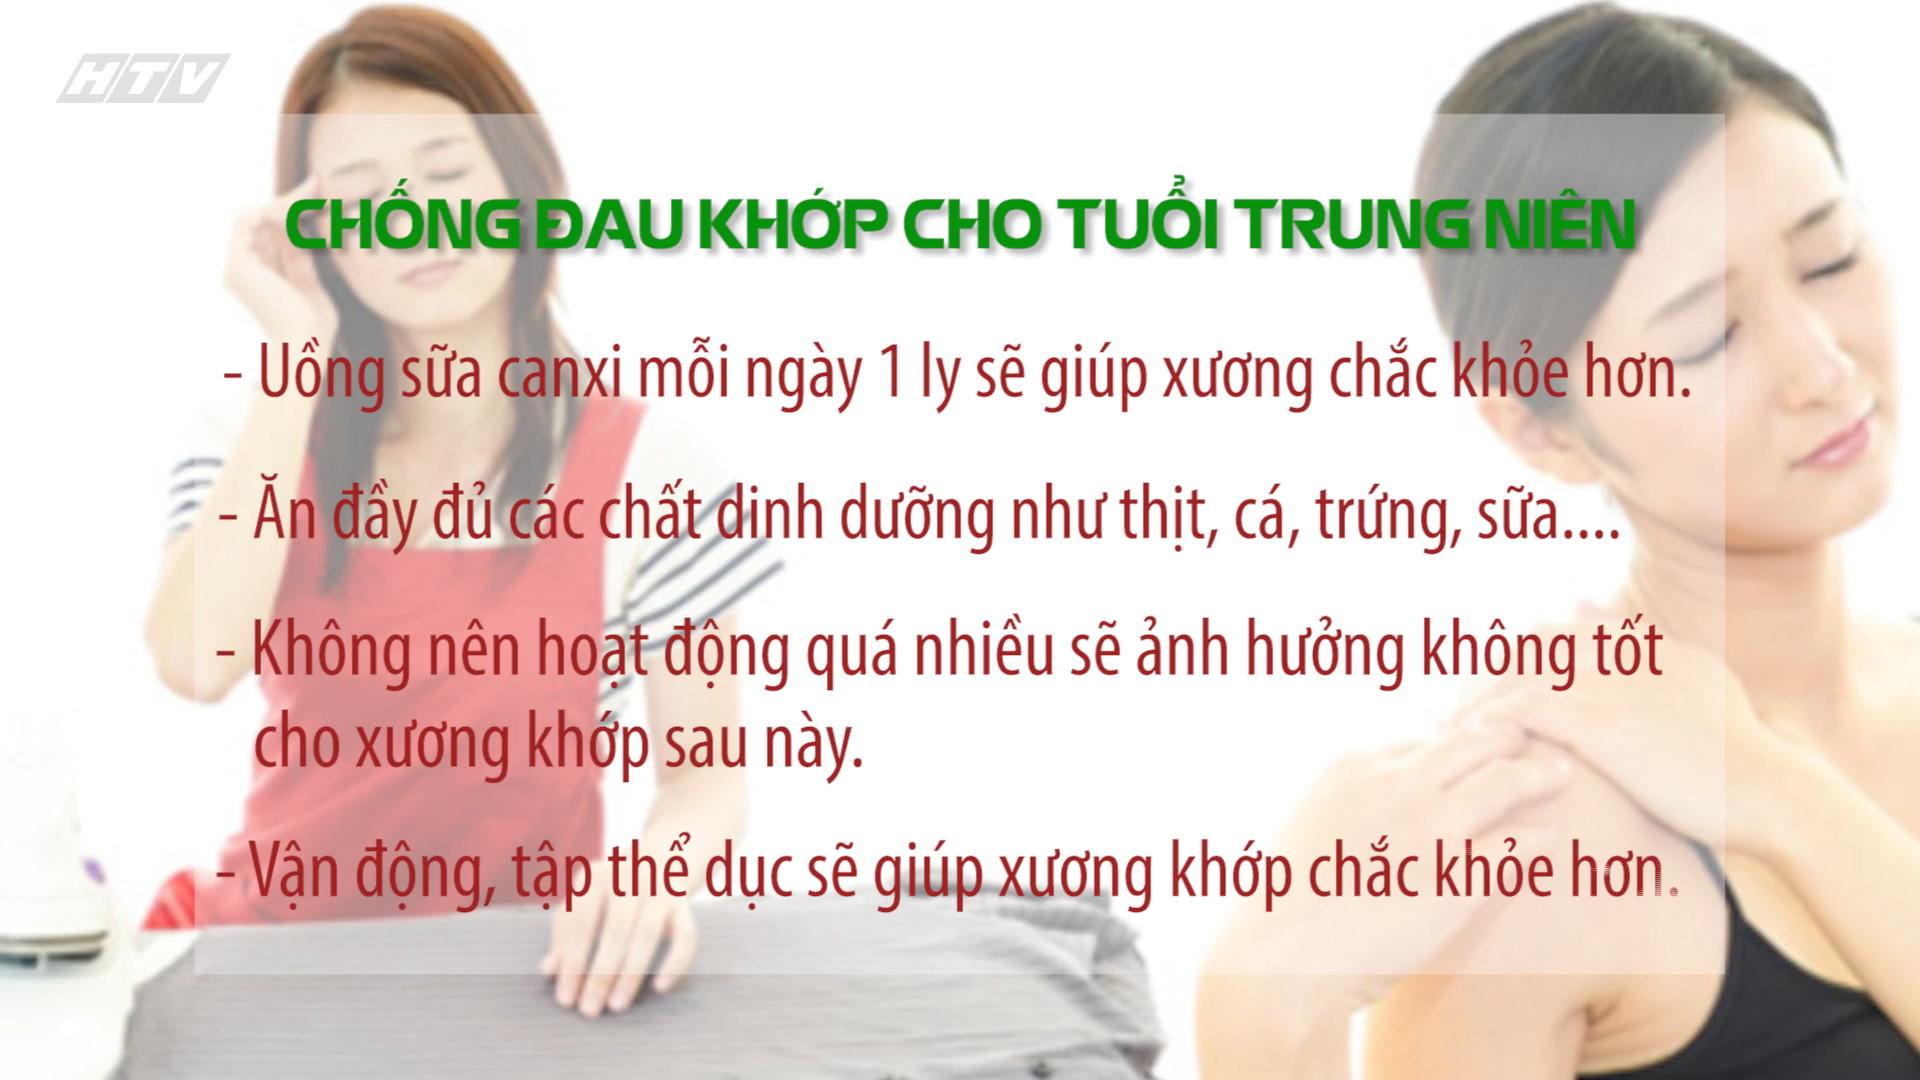 HTV
CHỐNG ĐAU KHỚP CHO TUỔI TRUNG NIÊN
- Uồng sữa canxi mỗi ngày 1 ly sẽ giúp xương chắc khỏe hơn.
- Ăn đầy đủ các chất dinh dưỡng như thịt, cá, trứng, sữa....
- Không nên hoạt động quá nhiều sẽ ảnh hưởng không tốt
cho xương khớp sau này.
- Vận động, tập thể dục sẽ giúp xương khớp chắc khỏe hơn.